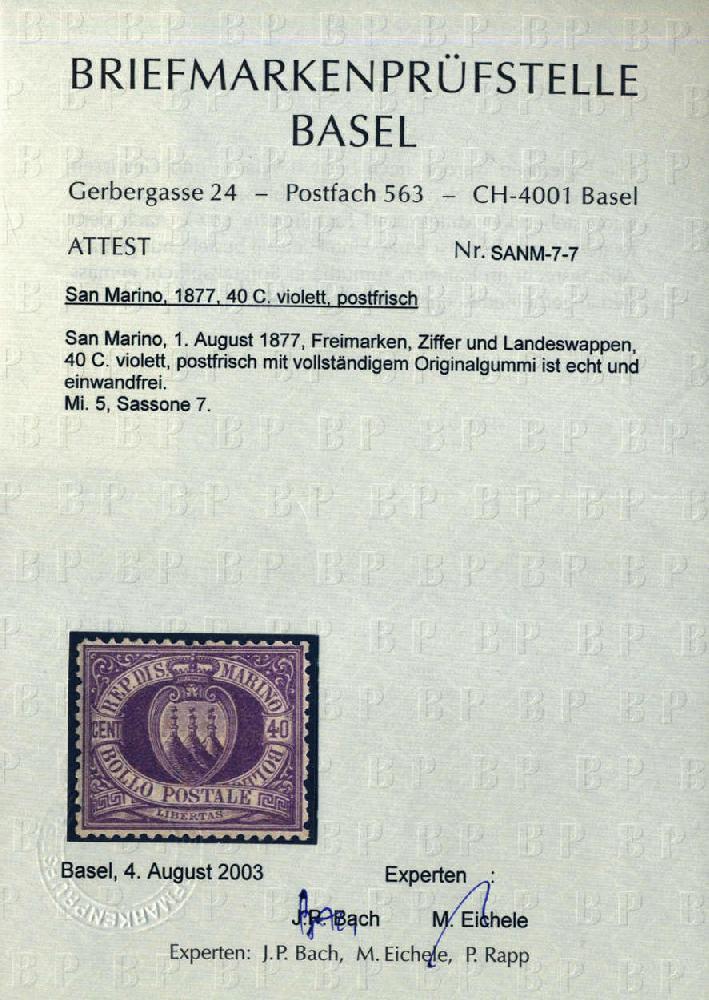 BRIEFMARKENPRÜFSTELLE
BASEL
Gerbergasse 24 – Postfach 563 – CH-4001 Basel
ATTEST Nr. SANM-7-7
San Marino, 1877, 40 C. violett, postfrisch
San Marino, 1. August 1877, Freimarken, Ziffer und Landeswappen,
40 C. violett, postfrisch mit vollständigem Originalgummi ist echt und
einwandfrei.
Mi. 5, Sassone 7.
REP. DI S. MARINO
CENT 40
BOLLO POSTALE
LIBERTAS
Basel, 4. August 2003 Experten :
J.P. Bach M. Eichele
Experten: J.P. Bach, M. Eichele, P. Rapp